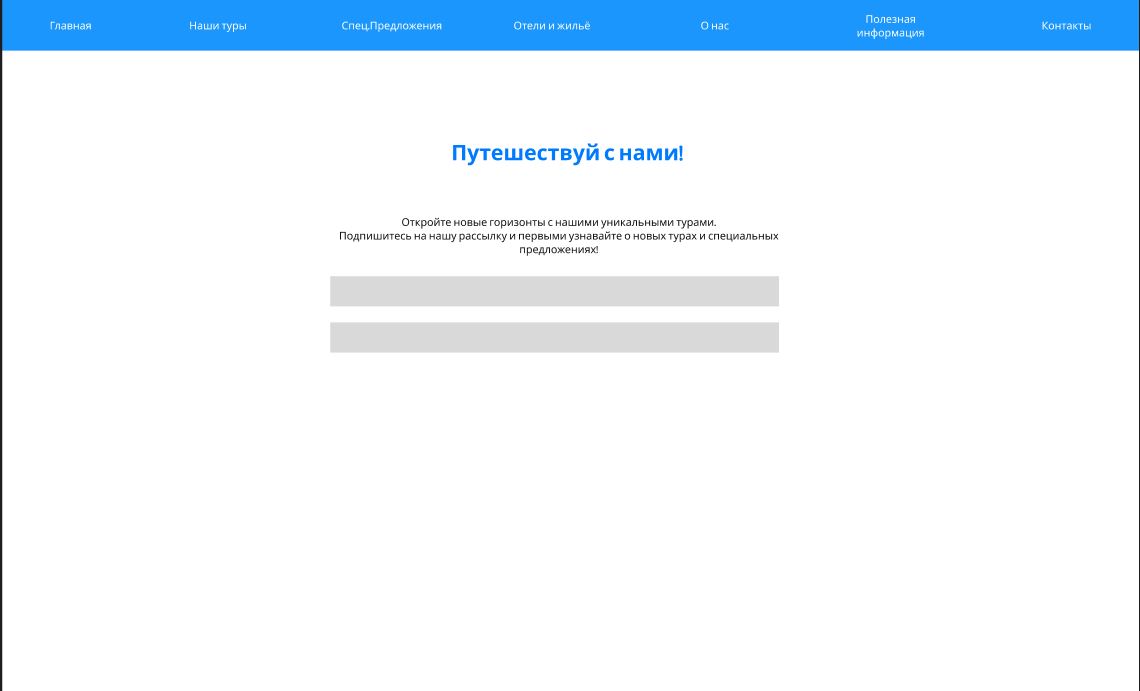 Главная
Наши туры
Спец.Предложения
Отели и жильё
О нас
Полезная
информация
Контакты
Путешествуй с нами!
Откройте новые горизонты с нашими уникальными турами.
Подпишитесь на нашу рассылку и первыми узнавайте о новых турах и специальных
предложениях!